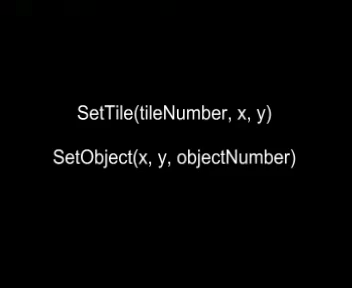 SetTile(tileNumber, x, y)
SetObject(x, y, objectNumber)